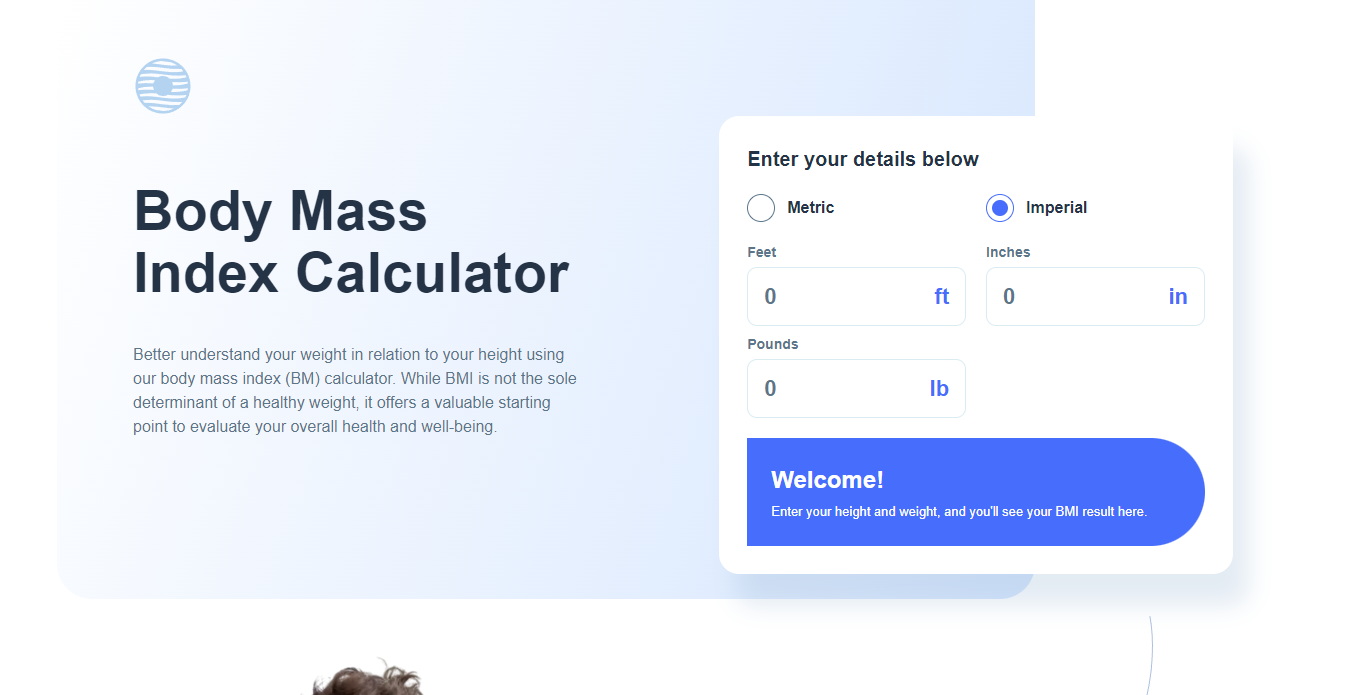 Body Mass
Index Calculator
Better understand your weight in relation to your height using
our body mass index (BM) calculator. While BMI is not the sole
determinant of a healthy weight, it offers a valuable starting
point to evaluate your overall health and well-being.
Enter your details below
Metric
Imperial
Feet
0 ft
Inches
0 in
Pounds
0 lb
Welcome!
Enter your height and weight, and you'll see your BMI result here.